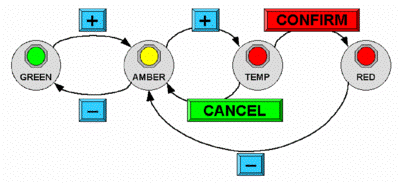 +
+
CONFIRM
GREEN
AMBER
TEMP
RED
−
CANCEL
−